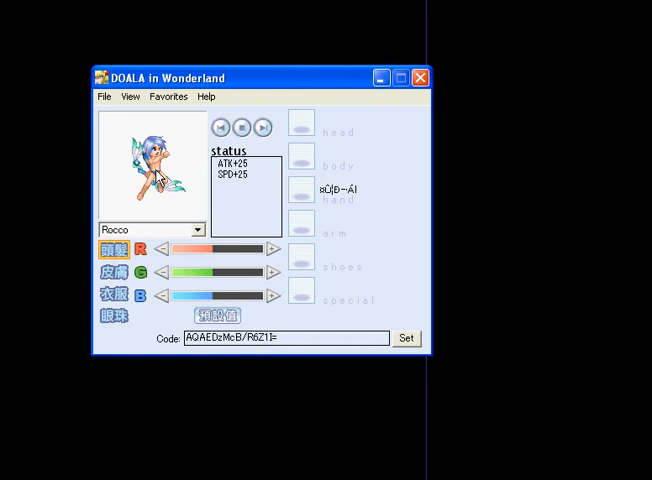 DOALA in Wonderland
File View Favorites Help
status
ATK+25
SPD+25
head
body
hand
arm
shoes
special
Rocco
頭髮 R
皮膚 G
衣服 B
眼珠
預設值
Code: AQAEDzMcB/R6Z1I= Set